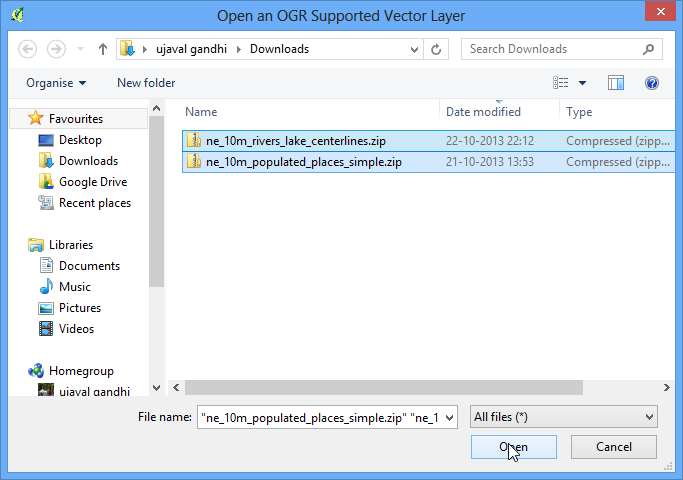 Open an OGR Supported Vector Layer
ujaval gandhi Downloads
Search Downloads
Organise New folder
Name Date modified Type
Favourites
Desktop
Downloads
Google Drive
Recent places
Libraries
Documents
Music
Pictures
Videos
Homegroup
ujaval gandhi
ne_10m_rivers_lake_centerlines.zip 22-10-2013 22:12 Compressed (zipp...
ne_10m_populated_places_simple.zip 21-10-2013 13:53 Compressed (zipp...
File name: "ne_10m_populated_places_simple.zip" "ne_1
All files (*)
Open Cancel